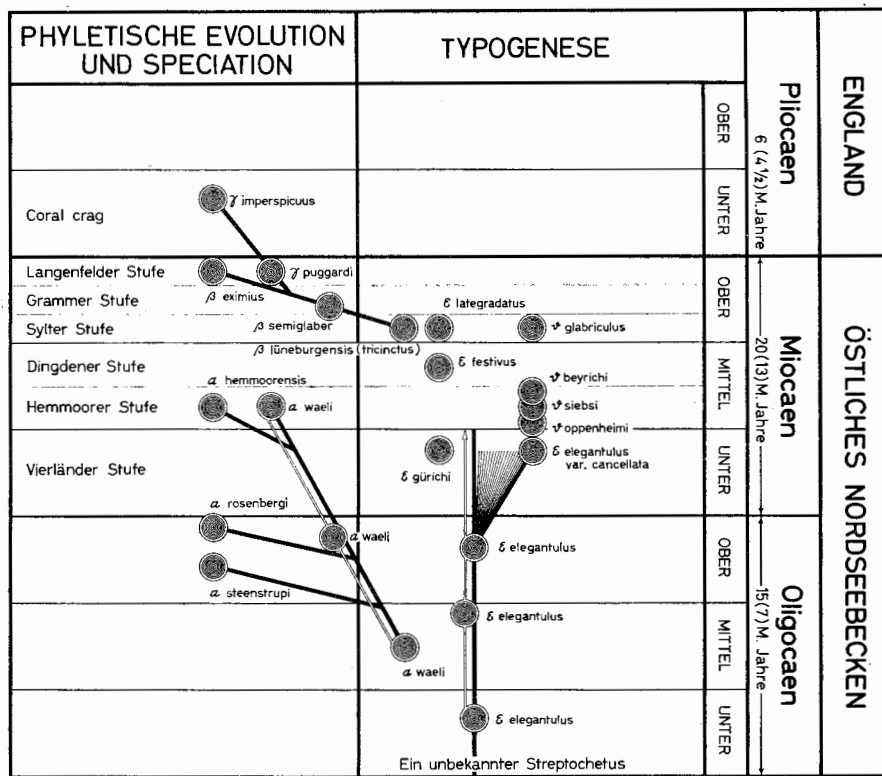 PHYLETISCHE EVOLUTION
UND SPECIATION
TYPOGENESE
Coral crag
Langenfelder Stufe
Grammer Stufe
Sylter Stufe
Dingdener Stufe
Hemmoorer Stufe
Vierländer Stufe
γ imperspicuus
γ puggardi
β eximius
β semiglaber
β lüneburgensis (tricinctus)
α hemmoorensis
α waeli
α rosenbergi
α waeli
α steenstrupi
α waeli
ε lategradatus
ϑ glabriculus
ε festivus
ϑ beyrichi
ϑ siebsi
ϑ oppenheimi
ε gürichi
ε elegantulus
var. cancellata
ε elegantulus
ε elegantulus
ε elegantulus
Ein unbekannter Streptochetus
OBER
UNTER
OBER
MITTEL
UNTER
OBER
MITTEL
UNTER
Pliocaen
6 (4½) M. Jahre
Miocaen
20 (13) M. Jahre
Oligocaen
15 (7) M. Jahre
ENGLAND
ÖSTLICHES NORDSEEBECKEN